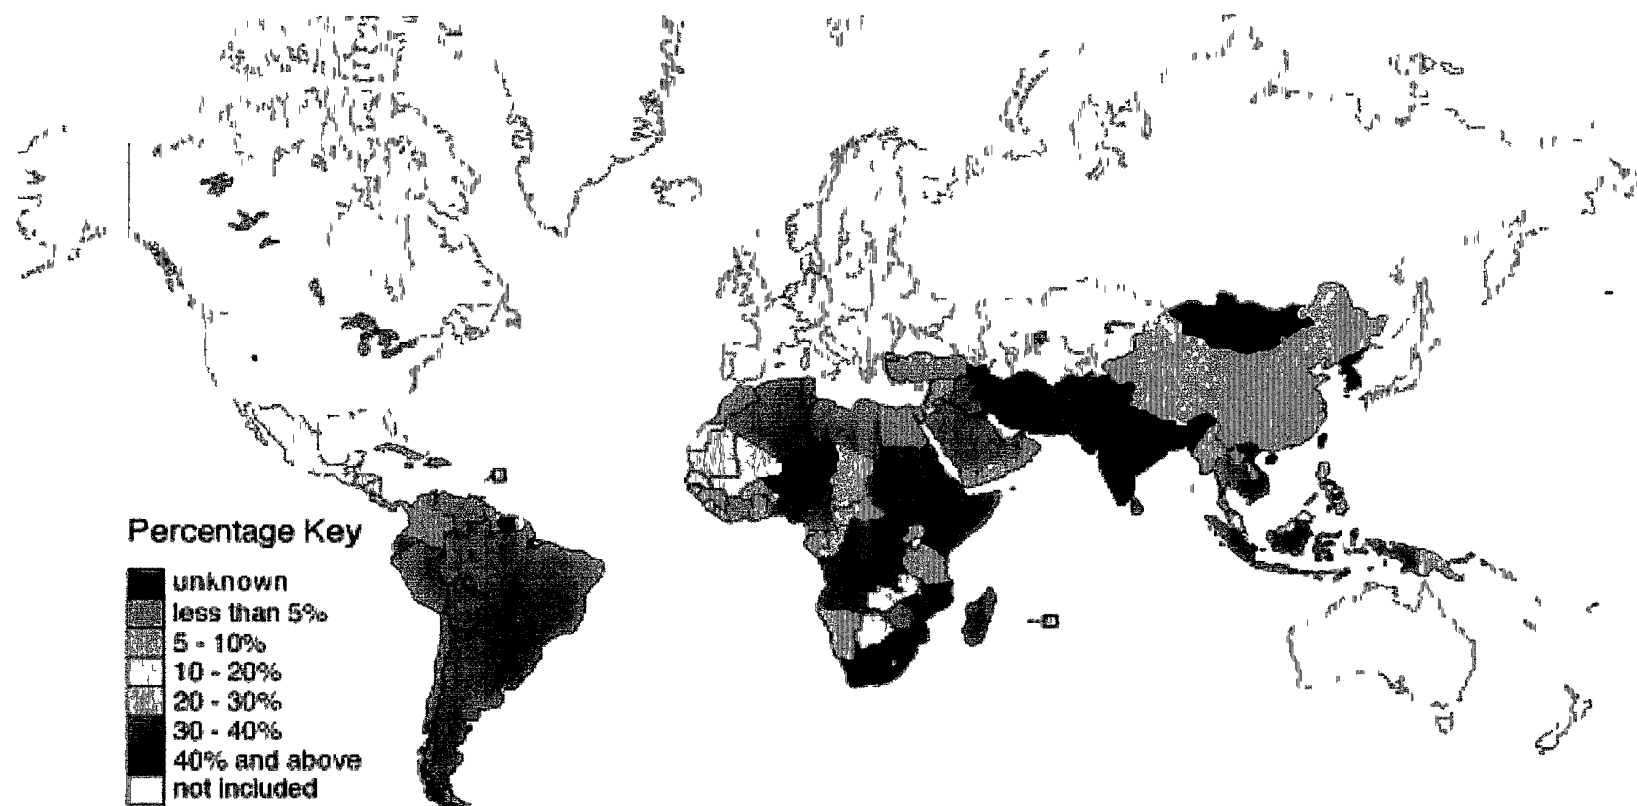 Percentage Key
unknown
less than 5%
5 - 10%
10 - 20%
20 - 30%
30 - 40%
40% and above
not included